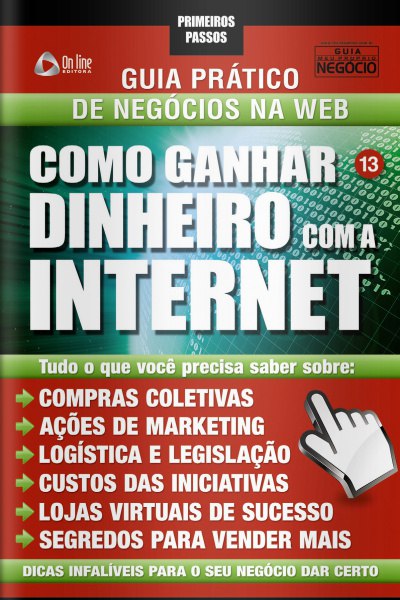 PRIMEIROS
PASSOS
On line
EDITORA
GUIA
MEU PRÓPRIO
NEGÓCIO
GUIA PRÁTICO
DE NEGÓCIOS NA WEB
COMO GANHAR 13
DINHEIRO COM A
INTERNET
Tudo o que você precisa saber sobre:
COMPRAS COLETIVAS
AÇÕES DE MARKETING
LOGÍSTICA E LEGISLAÇÃO
CUSTOS DAS INICIATIVAS
LOJAS VIRTUAIS DE SUCESSO
SEGREDOS PARA VENDER MAIS
DICAS INFALÍVEIS PARA O SEU NEGÓCIO DAR CERTO